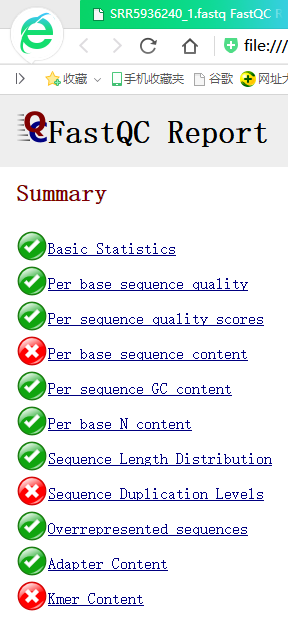 SRR5936240_1.fastq FastQC R
file:///
收藏
手机收藏夹
谷歌
网址大
FastQC Report
Summary
Basic Statistics
Per base sequence quality
Per sequence quality scores
Per base sequence content
Per sequence GC content
Per base N content
Sequence Length Distribution
Sequence Duplication Levels
Overrepresented sequences
Adapter Content
Kmer Content